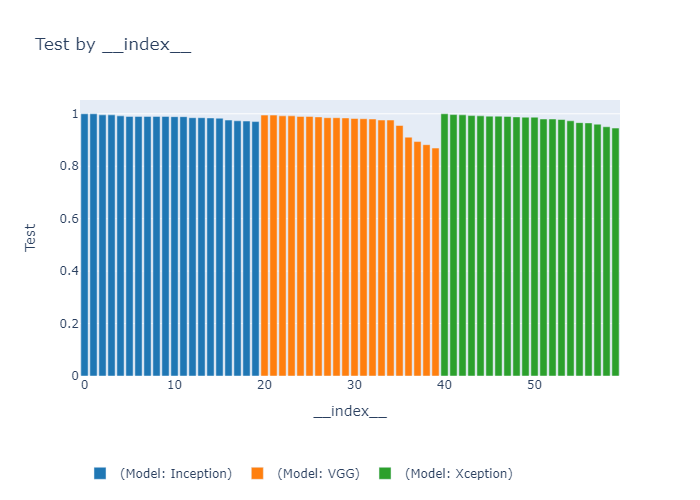 Test by __index__
1
0.8
0.6
0.4
0.2
0
Test
0 10 20 30 40 50
__index__
(Model: Inception) (Model: VGG) (Model: Xception)